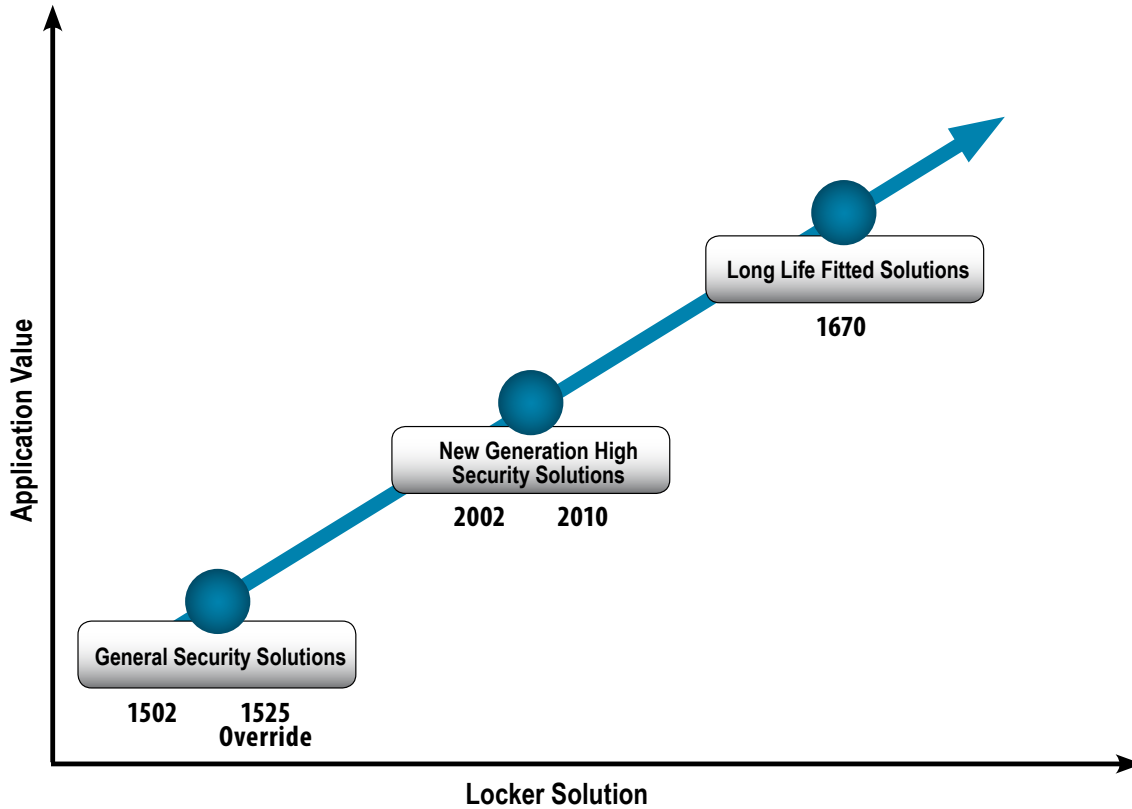 Application Value
Long Life Fitted Solutions
1670
New Generation High
Security Solutions
2002 2010
General Security Solutions
1502 1525
Override
Locker Solution